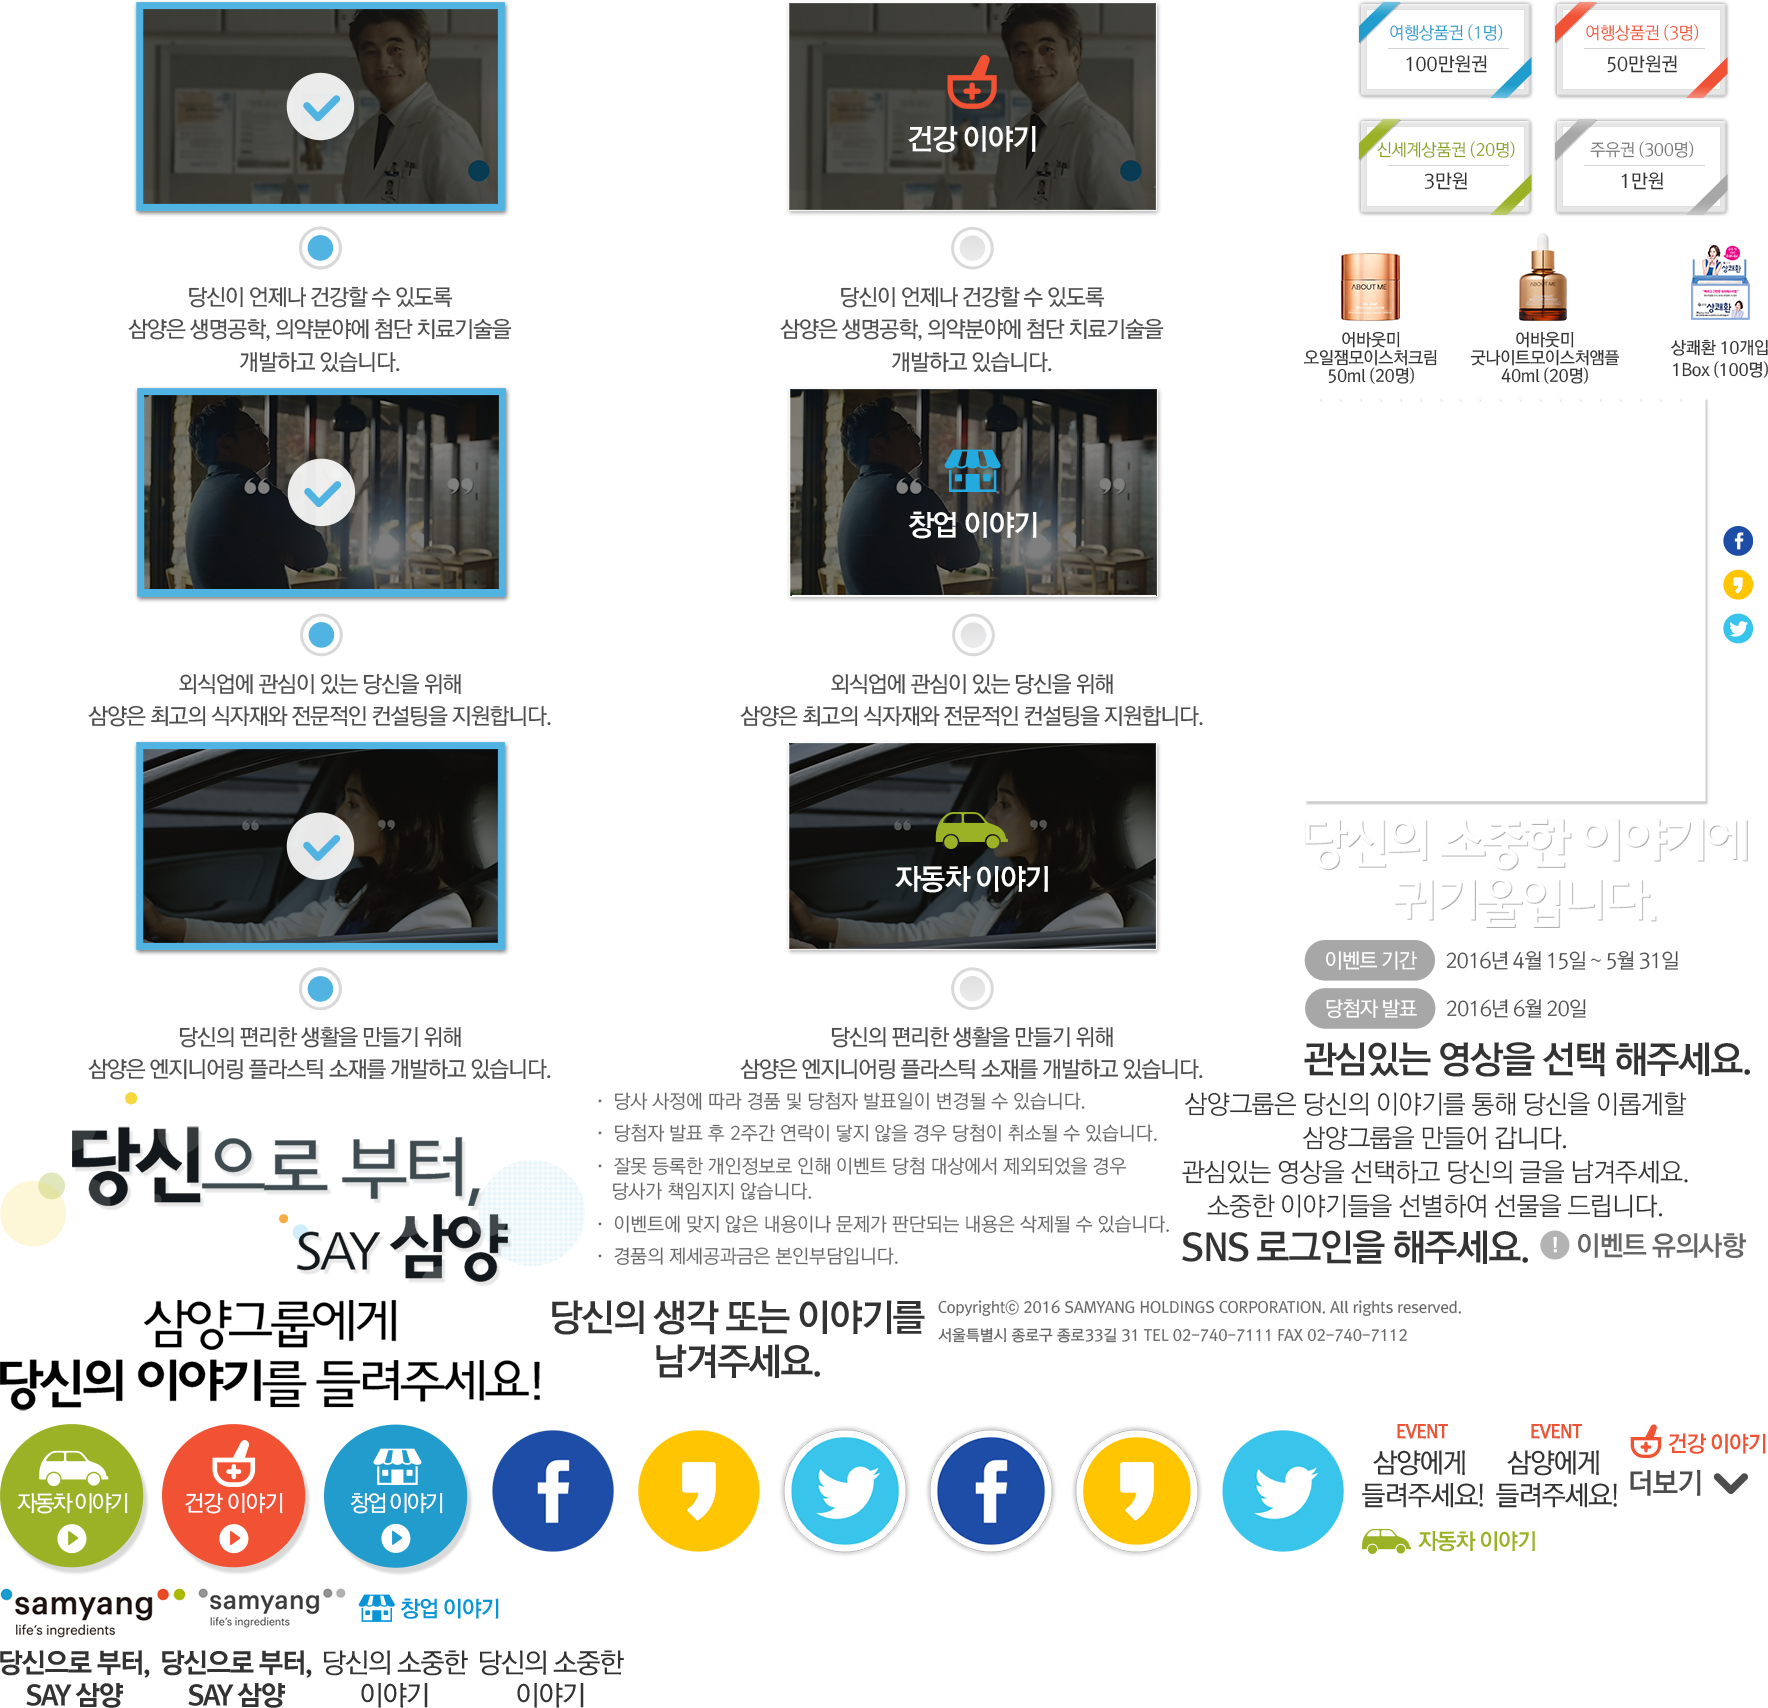 건강 이야기
여행상품권 (1명)
100만원권
여행상품권 (3명)
50만원권
신세계상품권 (20명)
3만원
주유권 (300명)
1만원
당신이 언제나 건강할 수 있도록
삼양은 생명공학, 의약분야에 첨단 치료기술을
개발하고 있습니다.
당신이 언제나 건강할 수 있도록
삼양은 생명공학, 의약분야에 첨단 치료기술을
개발하고 있습니다.
ABOUT ME
ABOUT ME
상쾌환
상쾌환
어바웃미
오일잼모이스처크림
50ml (20명)
어바웃미
굿나이트모이스처앰플
40ml (20명)
상쾌환 10개입
1Box (100명)
“ ”
“ ”
창업 이야기
외식업에 관심이 있는 당신을 위해
삼양은 최고의 식자재와 전문적인 컨설팅을 지원합니다.
외식업에 관심이 있는 당신을 위해
삼양은 최고의 식자재와 전문적인 컨설팅을 지원합니다.
“ ”
“ ”
자동차 이야기
당신의 편리한 생활을 만들기 위해
삼양은 엔지니어링 플라스틱 소재를 개발하고 있습니다.
당신의 편리한 생활을 만들기 위해
삼양은 엔지니어링 플라스틱 소재를 개발하고 있습니다.
당신의 소중한 이야기에
귀기울입니다.
이벤트 기간 2016년 4월 15일 ~ 5월 31일
당첨자 발표 2016년 6월 20일
관심있는 영상을 선택 해주세요.
당신으로 부터,
SAY 삼양
· 당사 사정에 따라 경품 및 당첨자 발표일이 변경될 수 있습니다.
· 당첨자 발표 후 2주간 연락이 닿지 않을 경우 당첨이 취소될 수 있습니다.
· 잘못 등록한 개인정보로 인해 이벤트 당첨 대상에서 제외되었을 경우
당사가 책임지지 않습니다.
· 이벤트에 맞지 않은 내용이나 문제가 판단되는 내용은 삭제될 수 있습니다.
· 경품의 제세공과금은 본인부담입니다.
삼양그룹은 당신의 이야기를 통해 당신을 이롭게할
삼양그룹을 만들어 갑니다.
관심있는 영상을 선택하고 당신의 글을 남겨주세요.
소중한 이야기들을 선별하여 선물을 드립니다.
SNS 로그인을 해주세요.
! 이벤트 유의사항
삼양그룹에게
당신의 이야기를 들려주세요!
당신의 생각 또는 이야기를
남겨주세요.
Copyrightⓒ 2016 SAMYANG HOLDINGS CORPORATION. All rights reserved.
서울특별시 종로구 종로33길 31 TEL 02-740-7111 FAX 02-740-7112
자동차 이야기
건강 이야기
창업 이야기
EVENT
삼양에게
들려주세요!
EVENT
삼양에게
들려주세요!
건강 이야기
더보기
자동차 이야기
samyang
life's ingredients
samyang
life's ingredients
창업 이야기
당신으로 부터,
SAY 삼양
당신으로 부터,
SAY 삼양
당신의 소중한
이야기
당신의 소중한
이야기